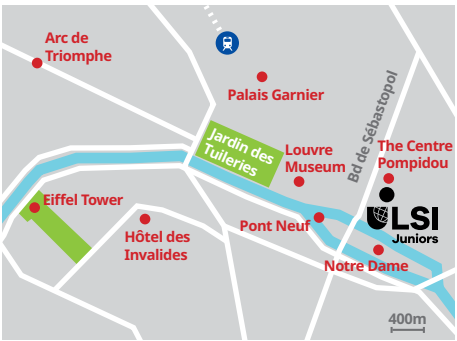 Arc de
Triomphe
Palais Garnier
Bd de Sébastopol
Jardin des
Tuileries
Louvre
Museum
The Centre
Pompidou
Eiffel Tower
LSI
Juniors
Hôtel des
Invalides
Pont Neuf
Notre Dame
400m